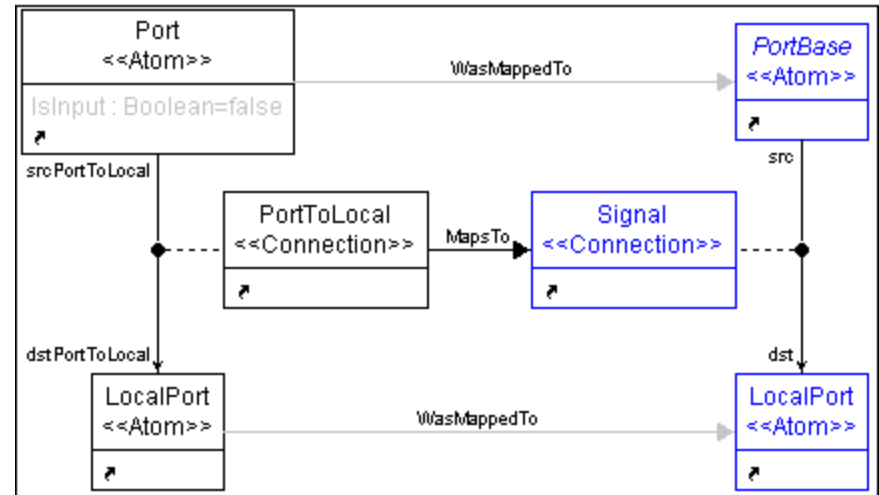 Port
<<Atom>>
IsInput : Boolean=false
WasMappedTo
PortBase
<<Atom>>
srcPortToLocal
src
PortToLocal
<<Connection>>
MapsTo
Signal
<<Connection>>
dstPortToLocal
dst
LocalPort
<<Atom>>
WasMappedTo
LocalPort
<<Atom>>